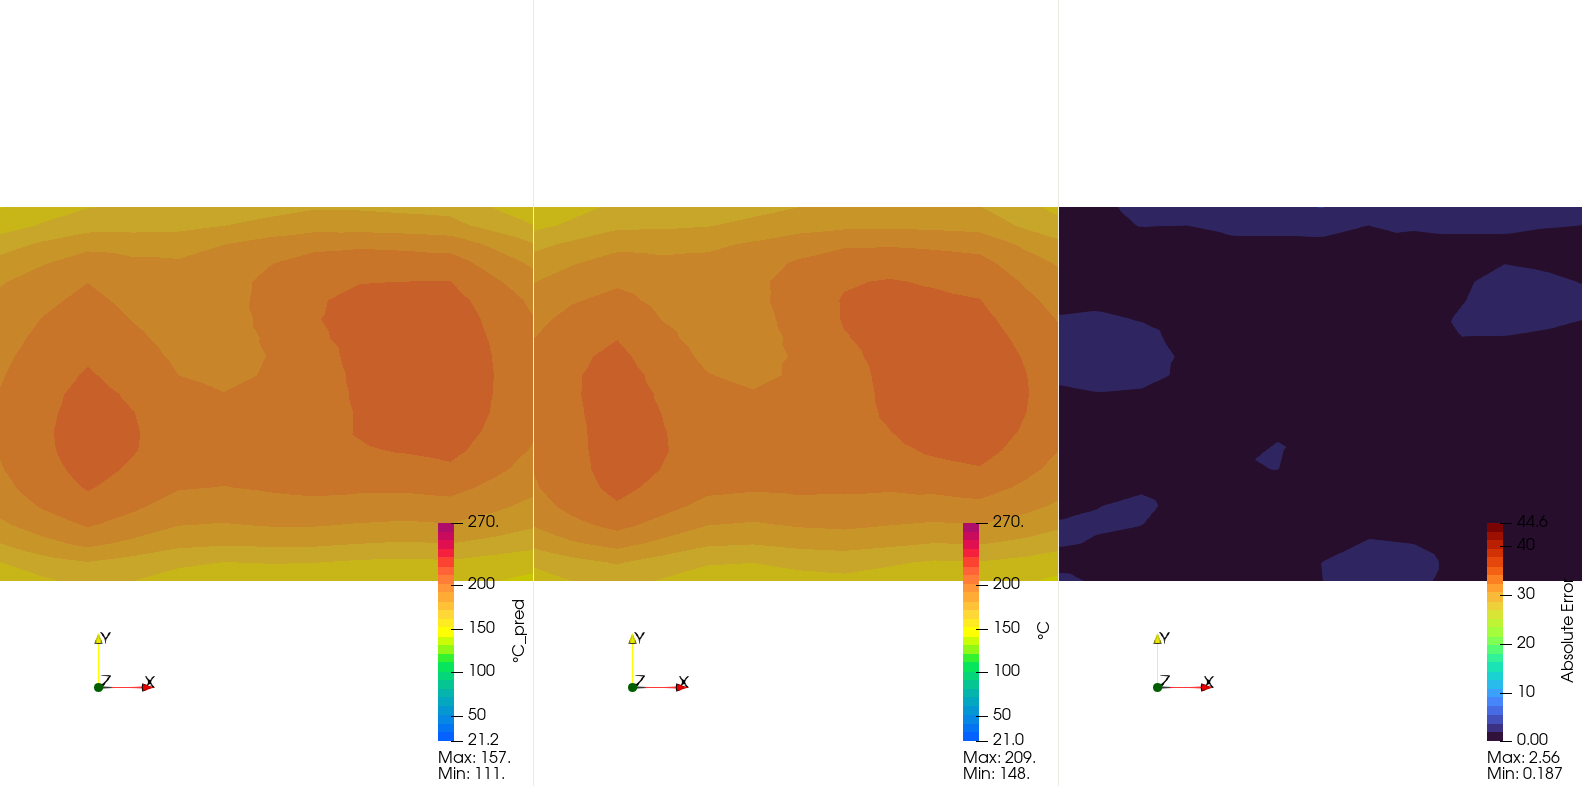 270.
200
150
100
50
21.2
°C_pred
Max: 157.
Min: 111.
Y
Z
X
270.
200
150
100
50
21.0
°C
Max: 209.
Min: 148.
Y
Z
X
44.6
40
30
20
10
0.00
Absolute Error
Max: 2.56
Min: 0.187
Y
Z
X